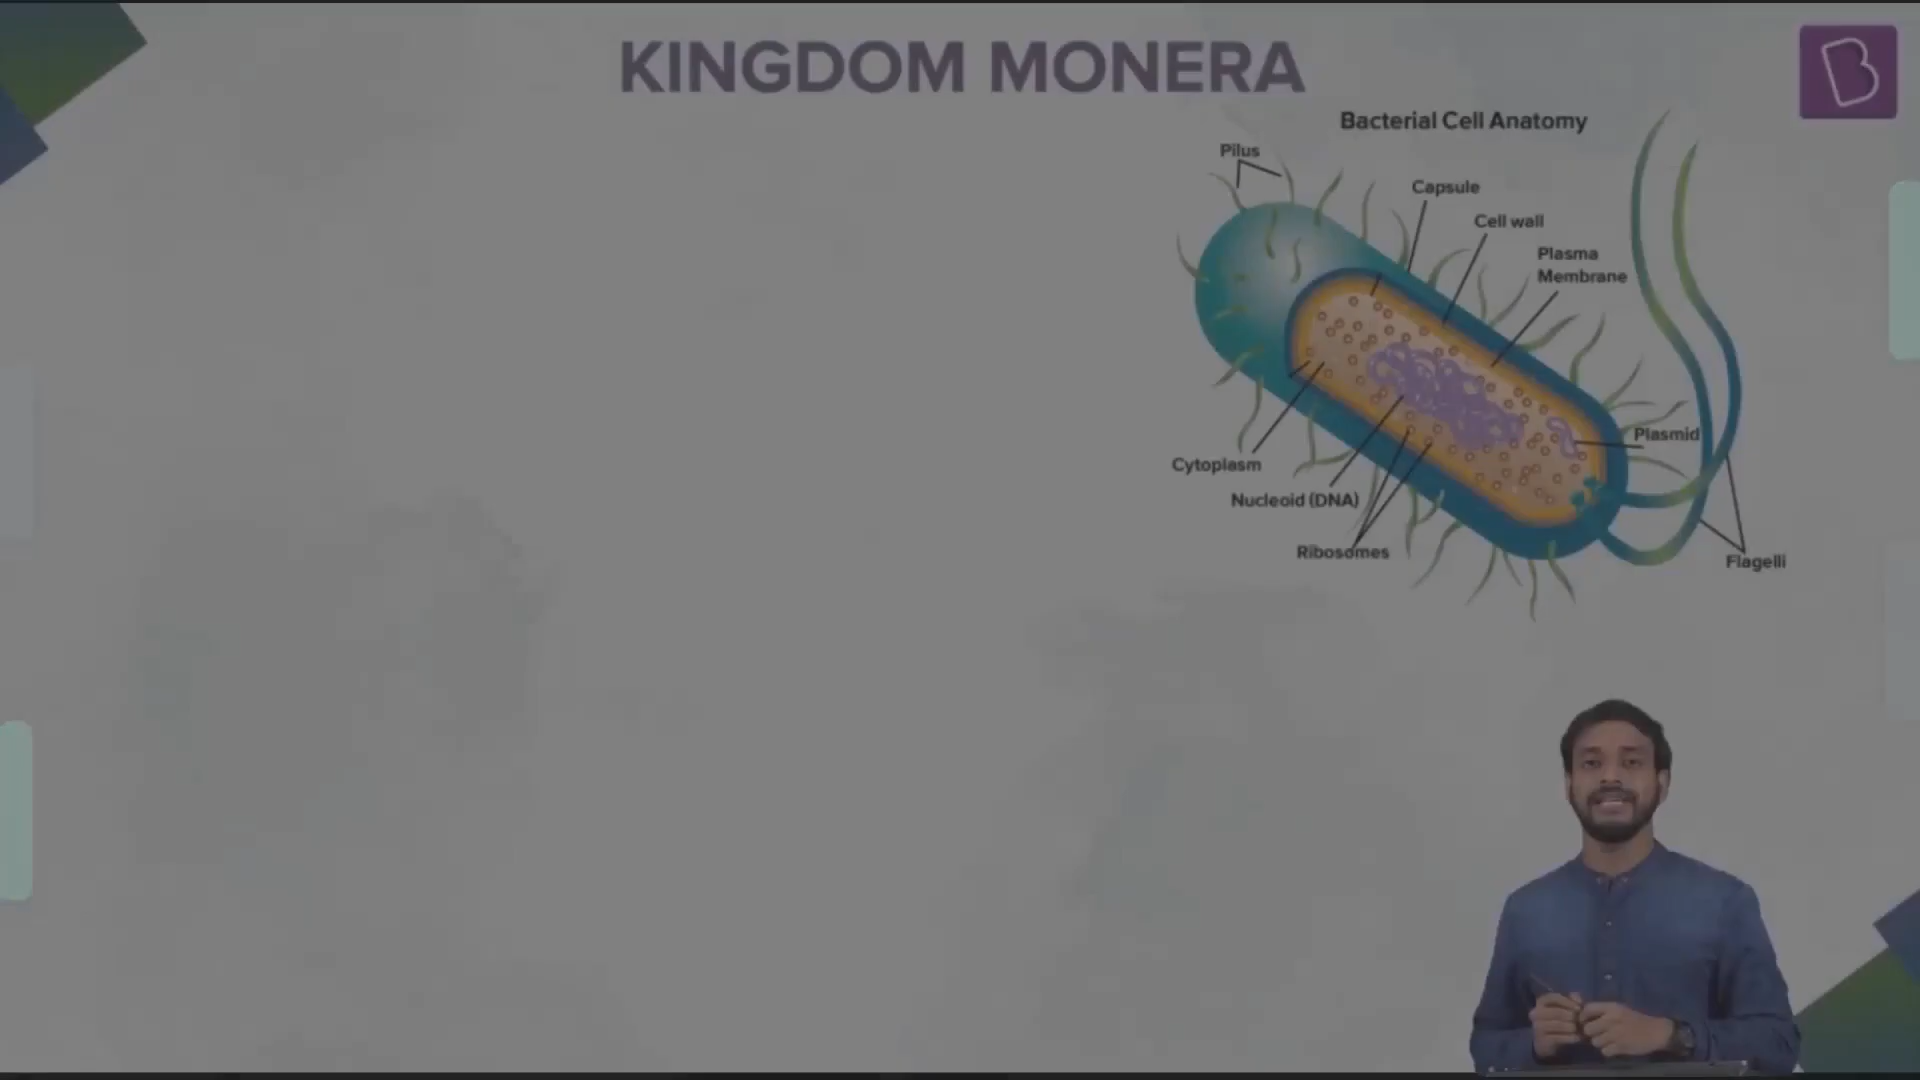 KINGDOM MONERA
B
Bacterial Cell Anatomy
Pilus
Capsule
Cell wall
Plasma
Membrane
Plasmid
Cytoplasm
Nucleoid (DNA)
Ribosomes
Flagelli